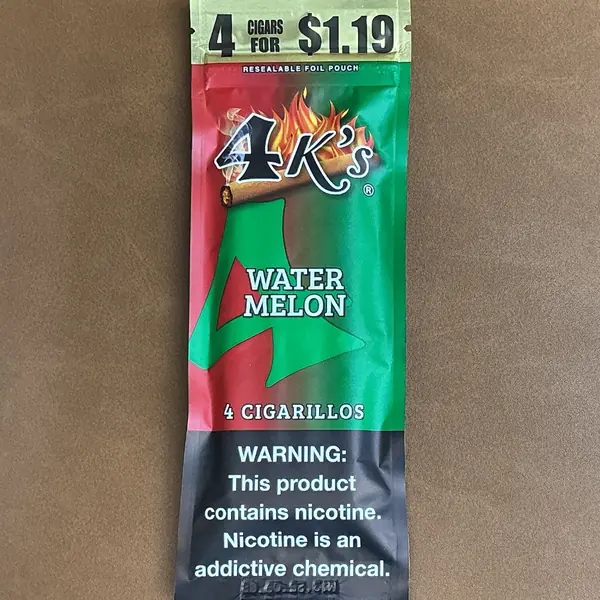 4 CIGARS FOR $1.19
RESEALABLE FOIL POUCH
4K's®
WATER
MELON
4 CIGARILLOS
WARNING:
This product
contains nicotine.
Nicotine is an
addictive chemical.